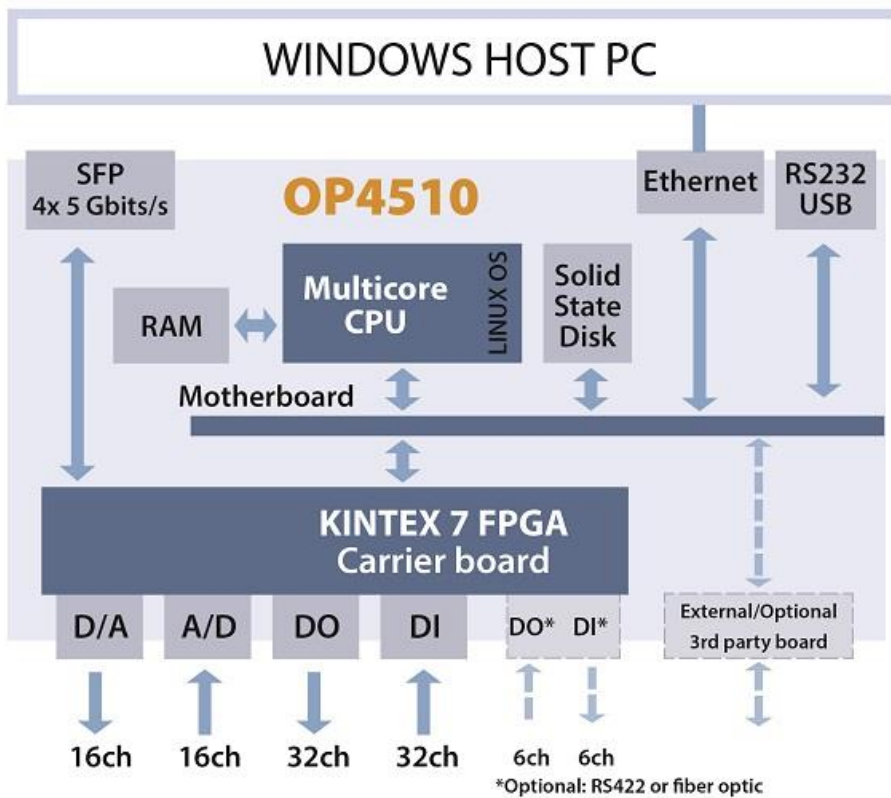 WINDOWS HOST PC
SFP
4x 5 Gbits/s
OP4510
Ethernet
RS232
USB
RAM
Multicore
CPU
LINUX OS
Solid
State
Disk
Motherboard
KINTEX 7 FPGA
Carrier board
D/A
A/D
DO
DI
DO*
DI*
External/Optional
3rd party board
16ch
16ch
32ch
32ch
6ch
6ch
*Optional: RS422 or fiber optic